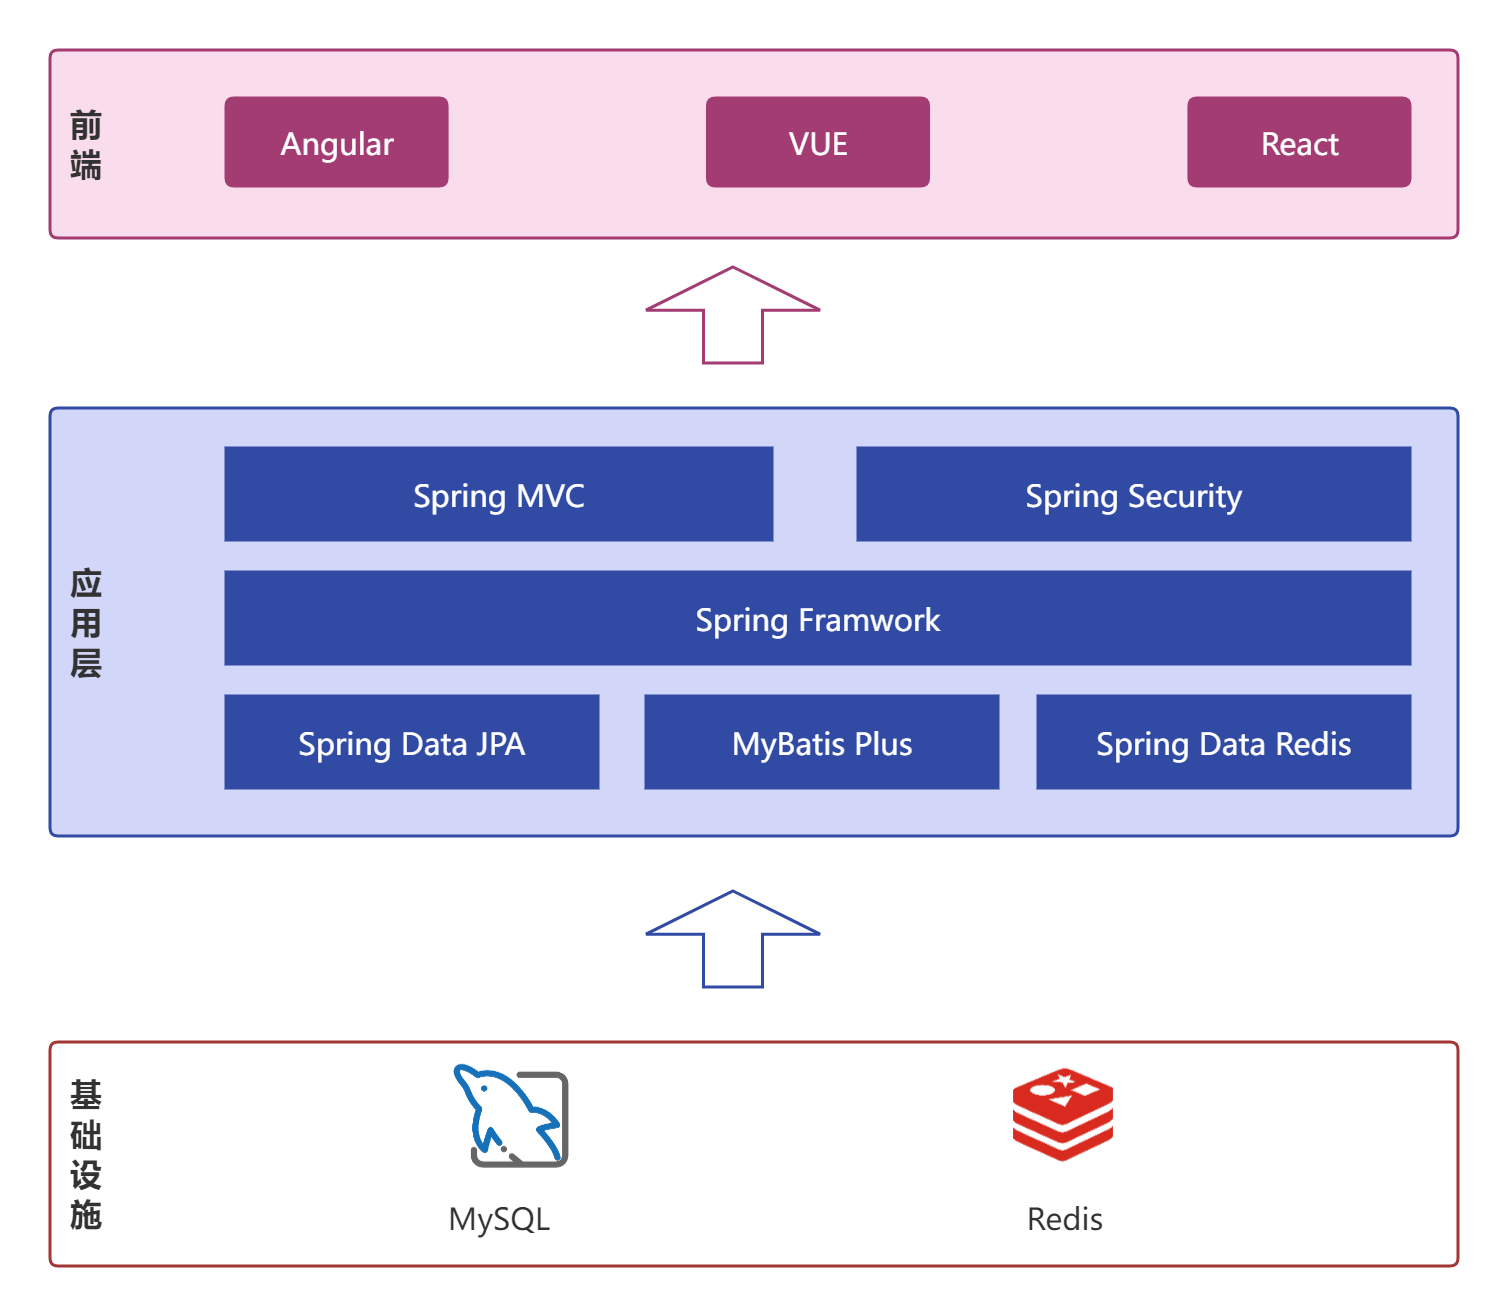 前端
Angular
VUE
React
应用层
Spring MVC
Spring Security
Spring Framwork
Spring Data JPA
MyBatis Plus
Spring Data Redis
基础设施
MySQL
Redis